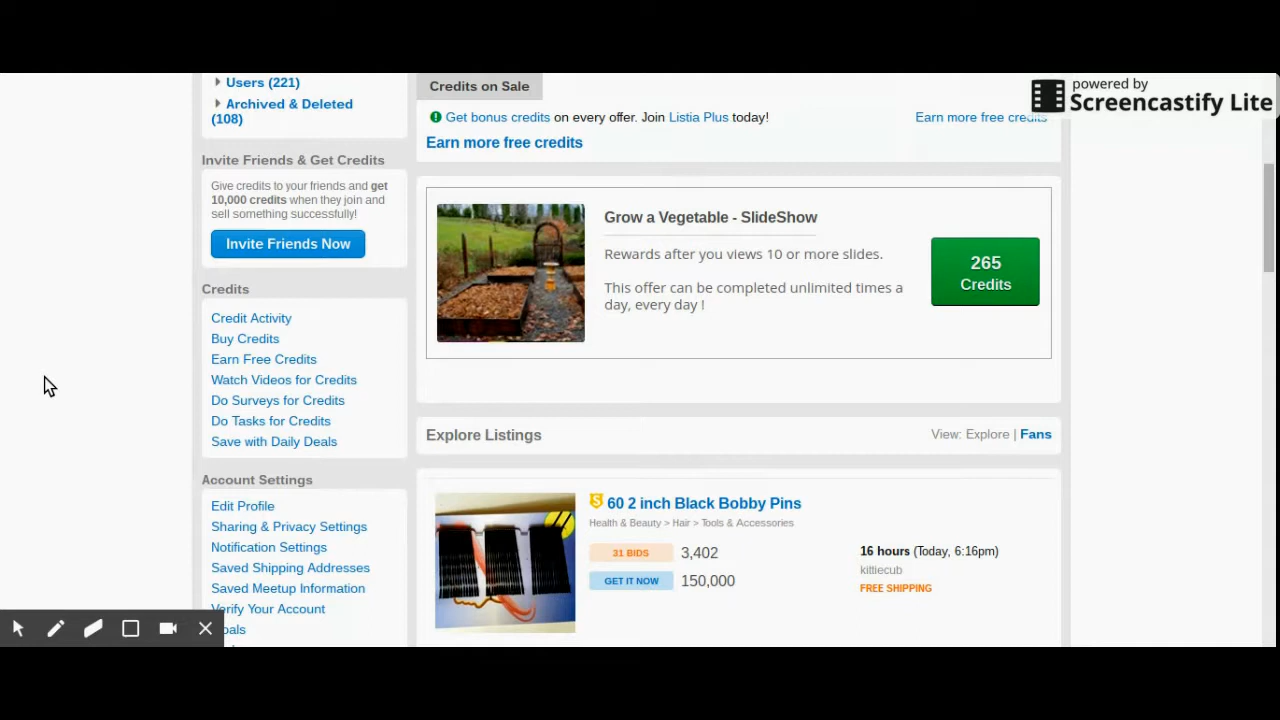 powered by
Screencastify Lite
Users (221)
Archived & Deleted
(108)
Invite Friends & Get Credits
Give credits to your friends and get
10,000 credits when they join and
sell something successfully!
Invite Friends Now
Credits
Credit Activity
Buy Credits
Earn Free Credits
Watch Videos for Credits
Do Surveys for Credits
Do Tasks for Credits
Save with Daily Deals
Account Settings
Edit Profile
Sharing & Privacy Settings
Notification Settings
Saved Shipping Addresses
Saved Meetup Information
Verify Your Account
oals
Credits on Sale
Get bonus credits on every offer. Join Listia Plus today!
Earn more free credits
Earn more free credits
Grow a Vegetable - SlideShow
Rewards after you views 10 or more slides.
This offer can be completed unlimited times a
day, every day !
265
Credits
Explore Listings
View: Explore | Fans
S
60 2 inch Black Bobby Pins
Health & Beauty > Hair > Tools & Accessories
31 BIDS 3,402
GET IT NOW 150,000
16 hours (Today, 6:16pm)
kittiecub
FREE SHIPPING